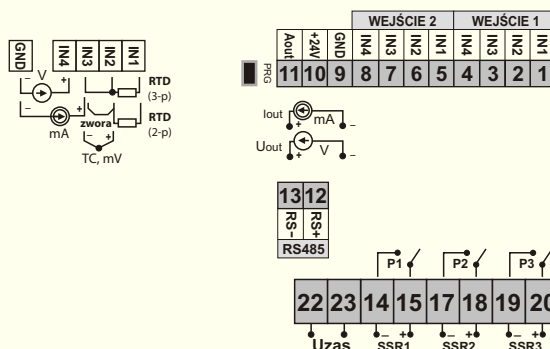 WEJŚCIE 2 WEJŚCIE 1
Aout +24V GND IN4 IN3 IN2 IN1 IN4 IN3 IN2 IN1
PRG 11 10 9 8 7 6 5 4 3 2 1
GND IN4 IN3 IN2 IN1
– V +
RTD
(3-p)
– mA +
zwora
RTD
(2-p)
– +
TC, mV
Iout + mA –
Uout + V –
13 12
RS- RS+
RS485
P1 P2 P3
22 23 14 15 17 18 19 20
Uzas – SSR1 + – SSR2 + – SSR3 +